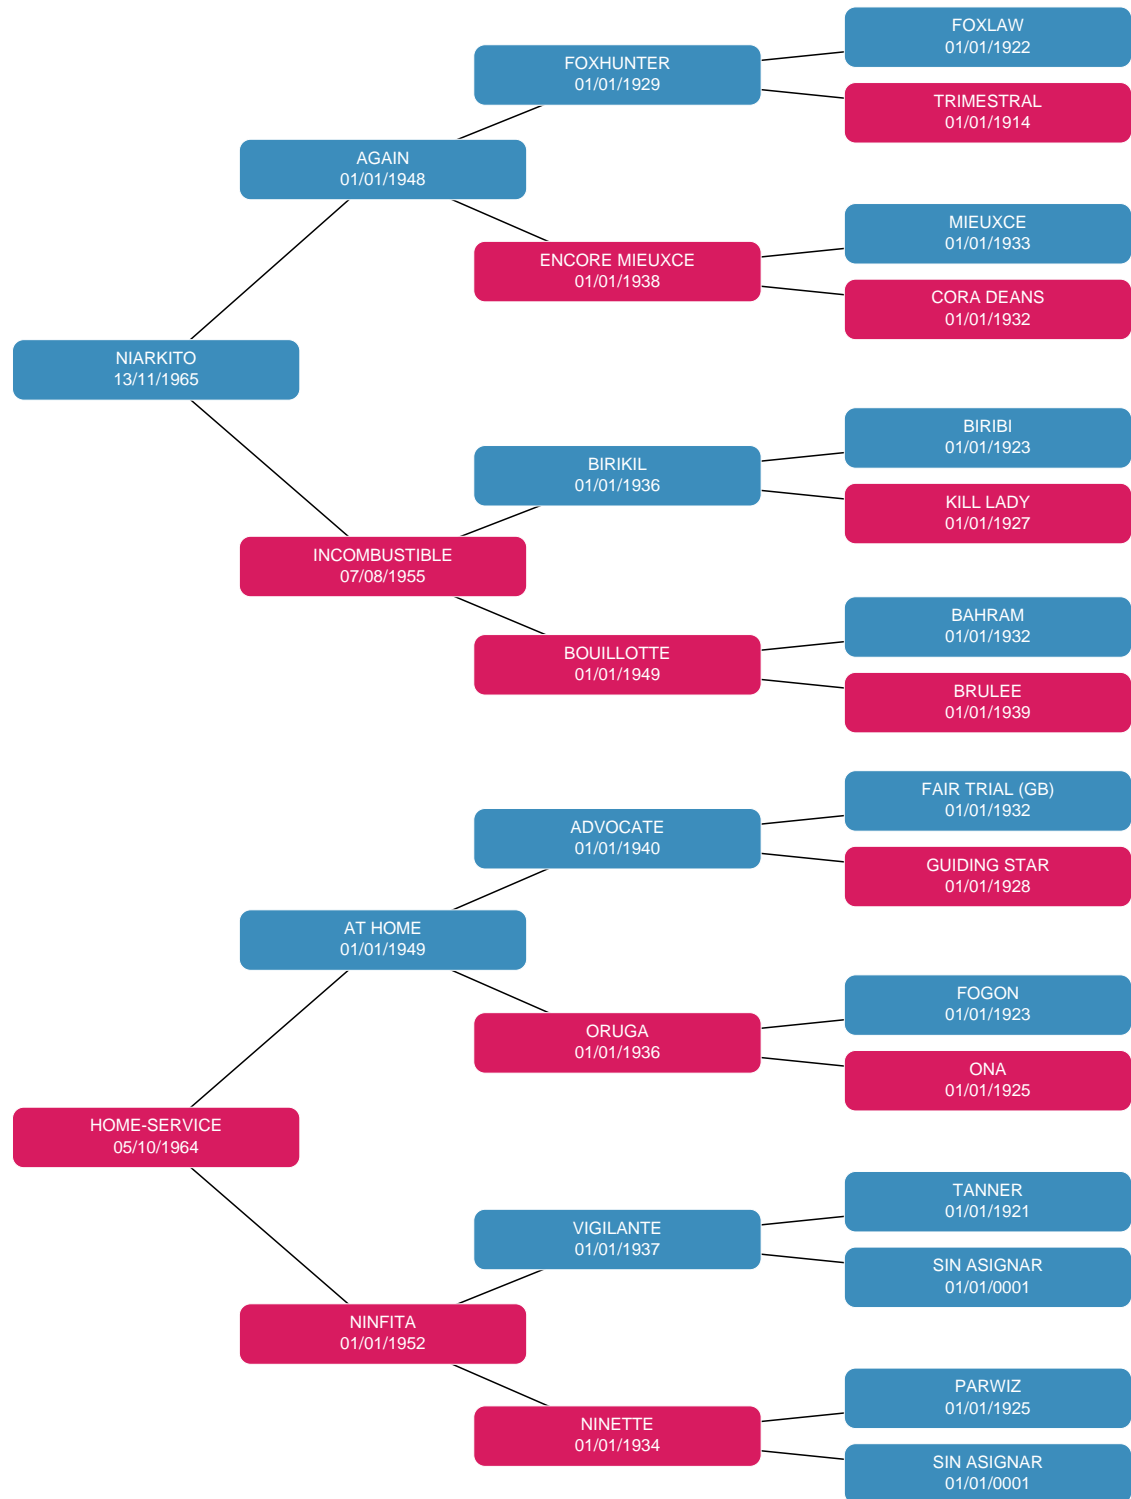 FOXLAW
01/01/1922
FOXHUNTER
01/01/1929
TRIMESTRAL
01/01/1914
AGAIN
01/01/1948
MIEUXCE
01/01/1933
ENCORE MIEUXCE
01/01/1938
CORA DEANS
01/01/1932
NIARKITO
13/11/1965
BIRIBI
01/01/1923
BIRIKIL
01/01/1936
KILL LADY
01/01/1927
INCOMBUSTIBLE
07/08/1955
BAHRAM
01/01/1932
BOUILLOTTE
01/01/1949
BRULEE
01/01/1939
FAIR TRIAL (GB)
01/01/1932
ADVOCATE
01/01/1940
GUIDING STAR
01/01/1928
AT HOME
01/01/1949
FOGON
01/01/1923
ORUGA
01/01/1936
ONA
01/01/1925
HOME-SERVICE
05/10/1964
TANNER
01/01/1921
VIGILANTE
01/01/1937
SIN ASIGNAR
01/01/0001
NINFITA
01/01/1952
PARWIZ
01/01/1925
NINETTE
01/01/1934
SIN ASIGNAR
01/01/0001